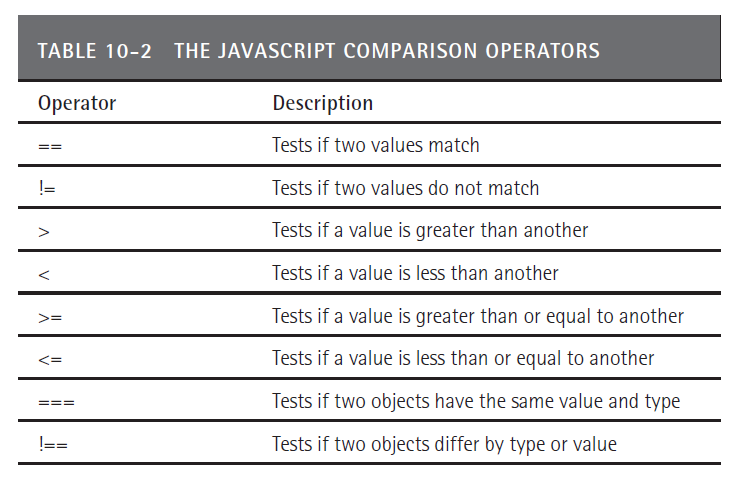 TABLE 10-2 THE JAVASCRIPT COMPARISON OPERATORS
Operator Description
== Tests if two values match
!= Tests if two values do not match
> Tests if a value is greater than another
< Tests if a value is less than another
>= Tests if a value is greater than or equal to another
<= Tests if a value is less than or equal to another
=== Tests if two objects have the same value and type
!== Tests if two objects differ by type or value